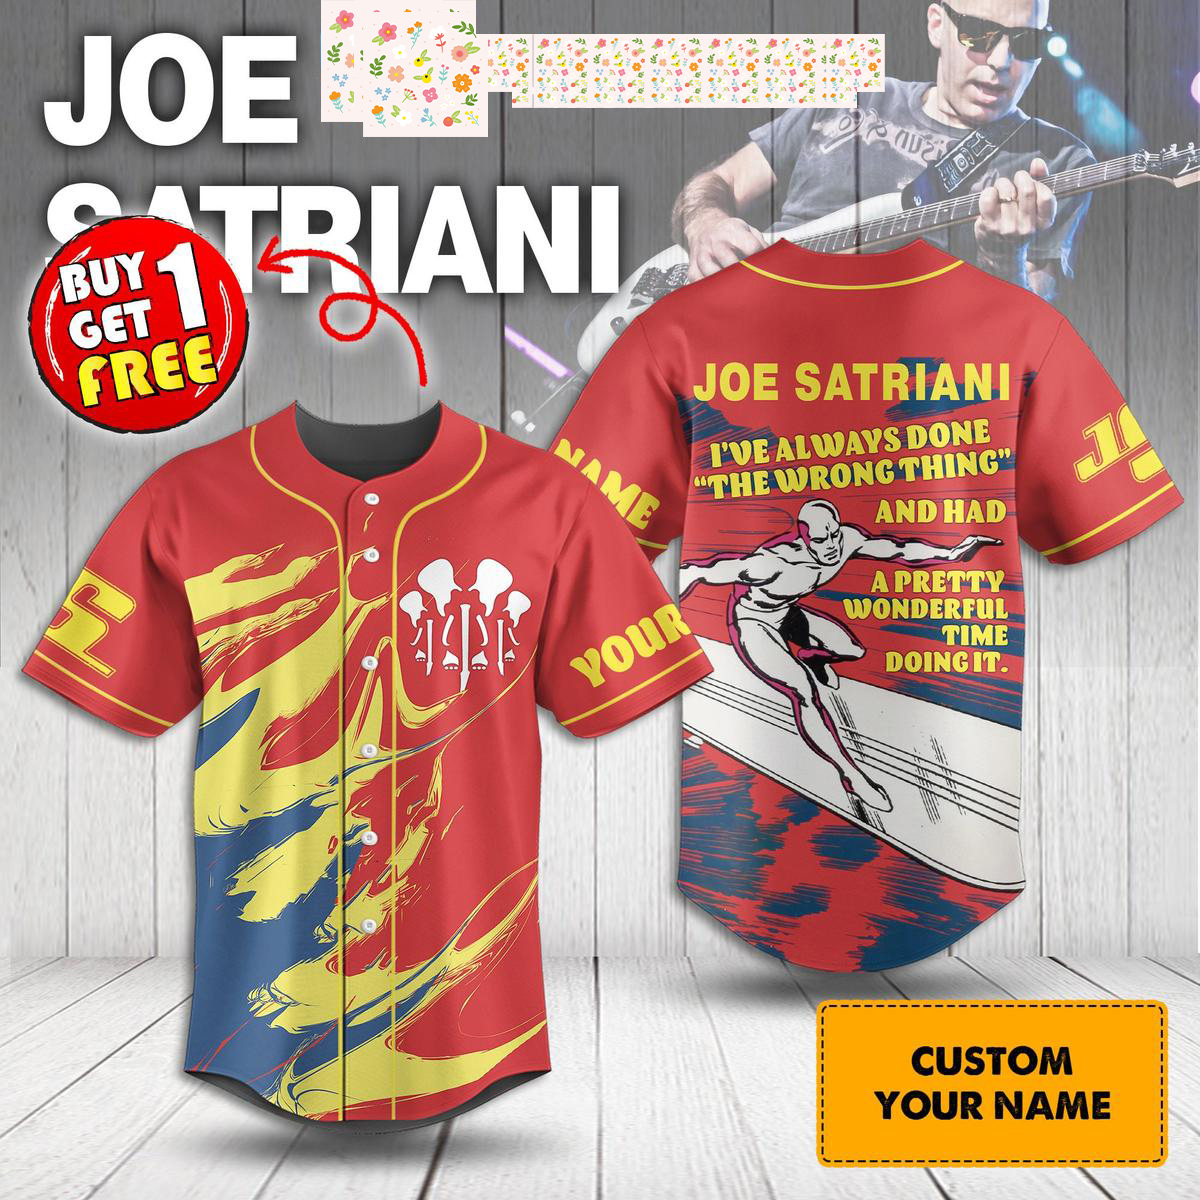 JOE
SATRIANI
BUY 1
GET
FREE
JOE SATRIANI
I'VE ALWAYS DONE
"THE WRONG THING"
AND HAD
A PRETTY
WONDERFUL
TIME
DOING IT.
NAME
YOUR
JO
S
CUSTOM
YOUR NAME